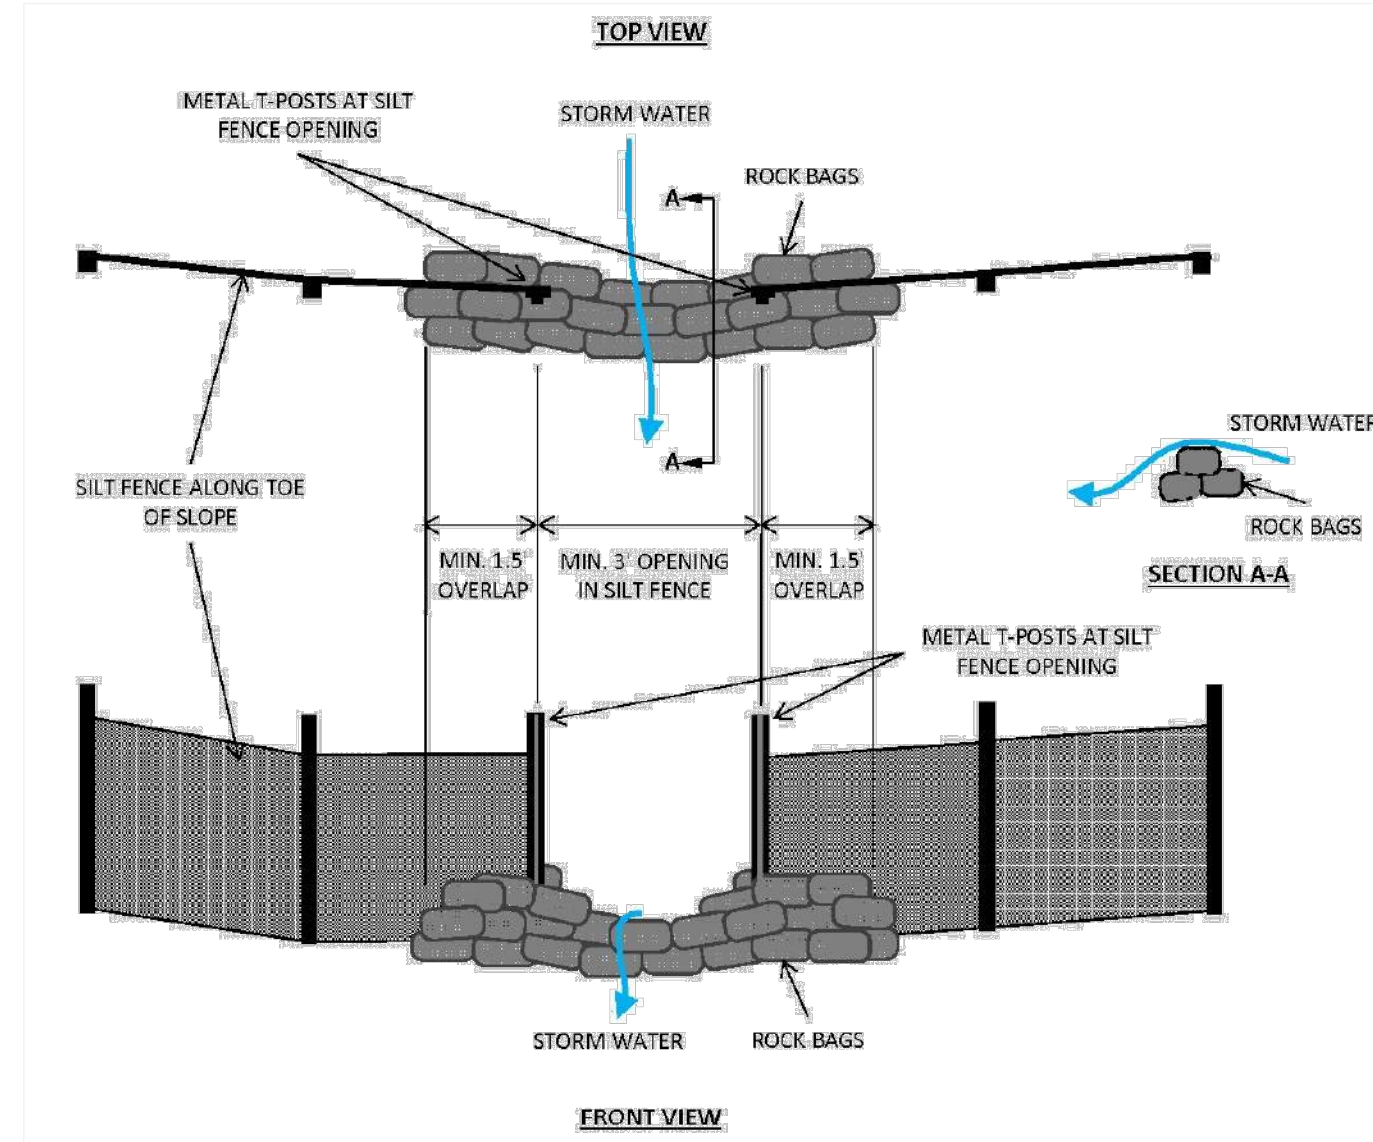 TOP VIEW
METAL T-POSTS AT SILT
FENCE OPENING
STORM WATER
ROCK BAGS
A
A
STORM WATER
ROCK BAGS
SECTION A-A
SILT FENCE ALONG TOE
OF SLOPE
MIN. 1.5'
OVERLAP
MIN. 3' OPENING
IN SILT FENCE
MIN. 1.5'
OVERLAP
METAL T-POSTS AT SILT
FENCE OPENING
STORM WATER
ROCK BAGS
FRONT VIEW